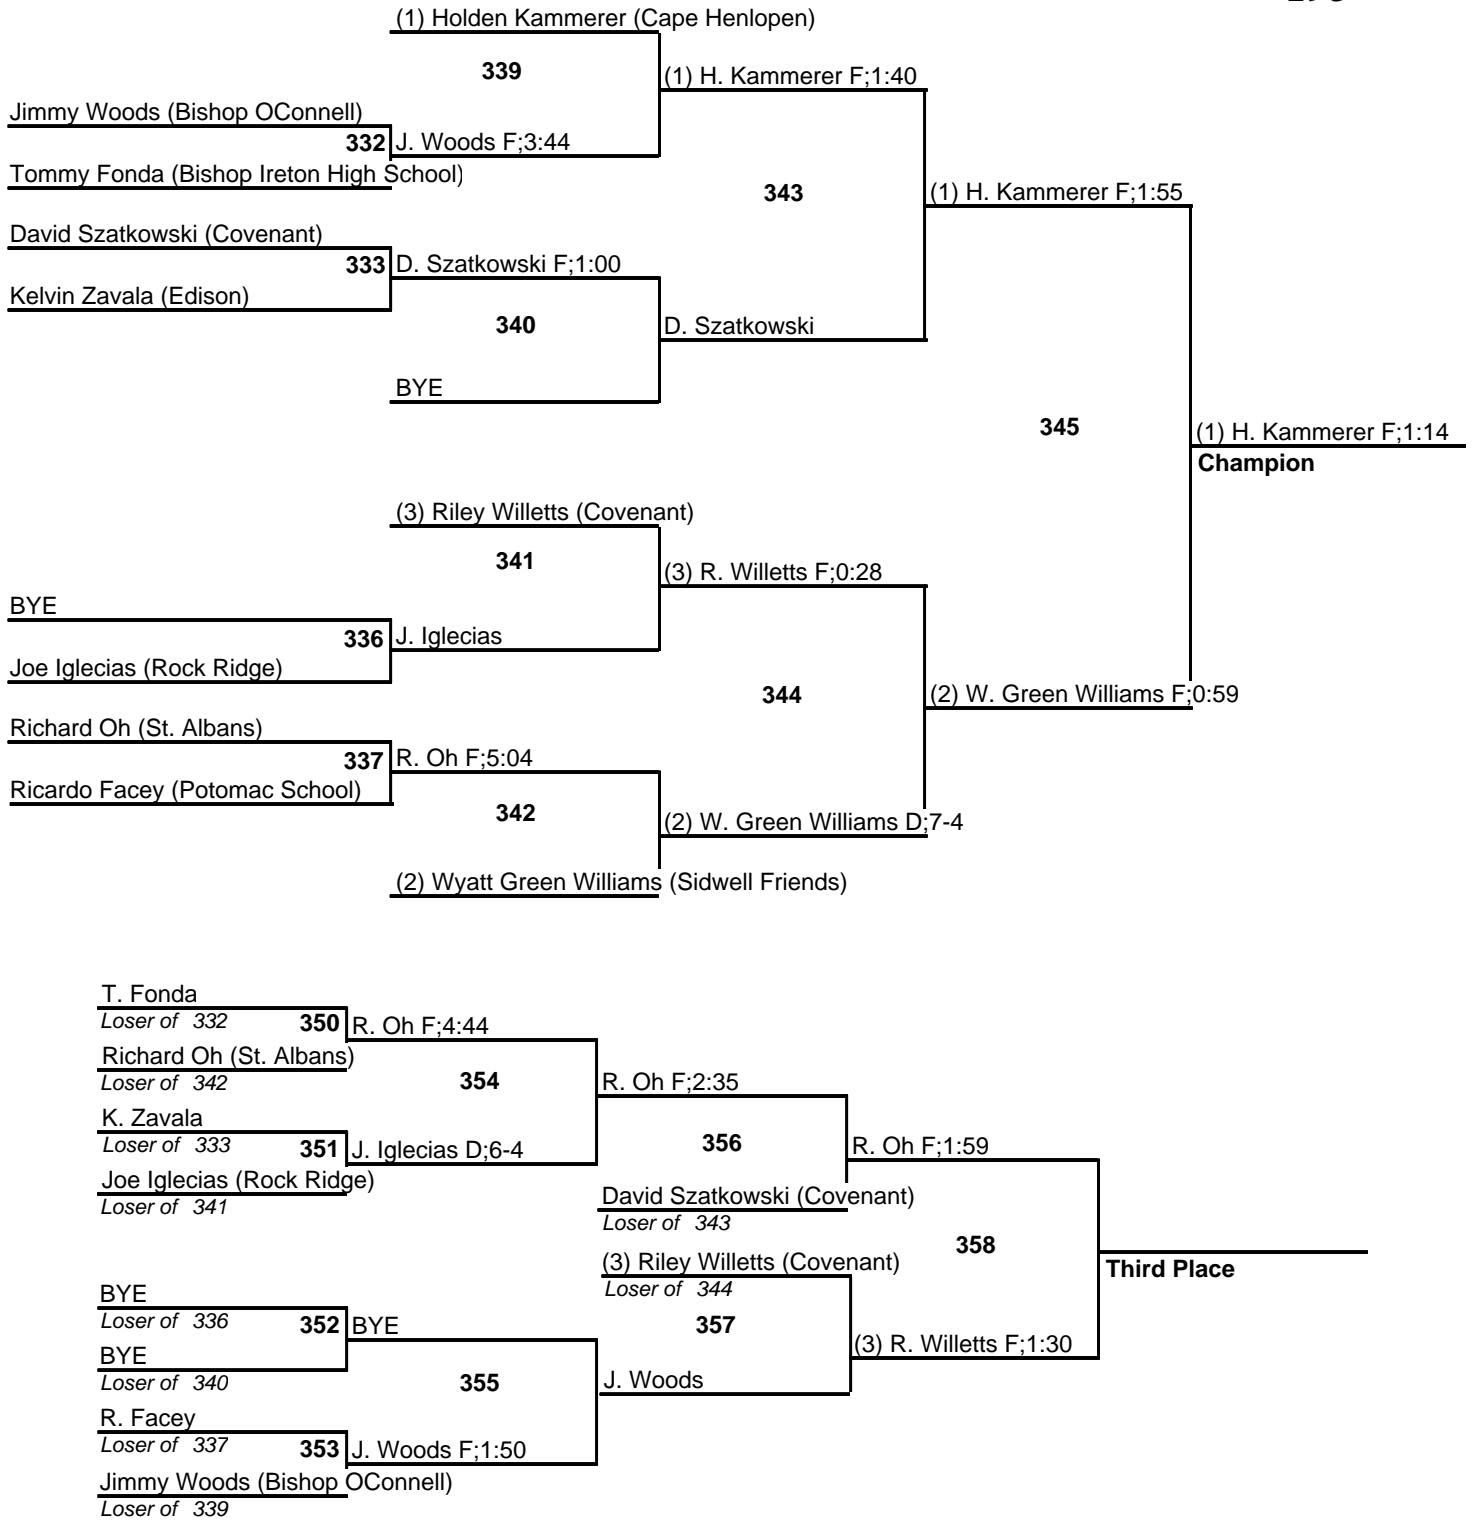 (1) Holden Kammerer (Cape Henlopen)
339
(1) H. Kammerer F;1:40
Jimmy Woods (Bishop OConnell)
332 J. Woods F;3:44
Tommy Fonda (Bishop Ireton High School)
343
(1) H. Kammerer F;1:55
David Szatkowski (Covenant)
333 D. Szatkowski F;1:00
Kelvin Zavala (Edison)
340
D. Szatkowski
BYE
345
(1) H. Kammerer F;1:14
Champion
(3) Riley Willetts (Covenant)
341
(3) R. Willetts F;0:28
BYE
336 J. Iglecias
Joe Iglecias (Rock Ridge)
344
(2) W. Green Williams F;0:59
Richard Oh (St. Albans)
337 R. Oh F;5:04
Ricardo Facey (Potomac School)
342
(2) W. Green Williams D;7-4
(2) Wyatt Green Williams (Sidwell Friends)
T. Fonda
Loser of 332
350 R. Oh F;4:44
Richard Oh (St. Albans)
Loser of 342
354
R. Oh F;2:35
K. Zavala
Loser of 333
351 J. Iglecias D;6-4
Joe Iglecias (Rock Ridge)
Loser of 341
356
R. Oh F;1:59
David Szatkowski (Covenant)
Loser of 343
358
Third Place
(3) Riley Willetts (Covenant)
Loser of 344
BYE
Loser of 336
352 BYE
BYE
Loser of 340
357
(3) R. Willetts F;1:30
355
J. Woods
R. Facey
Loser of 337
353 J. Woods F;1:50
Jimmy Woods (Bishop OConnell)
Loser of 339